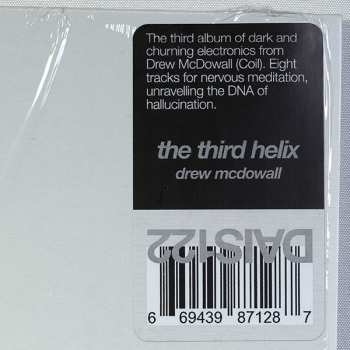 The third album of dark and
churning electronics from
Drew McDowall (Coil). Eight
tracks for nervous meditation,
unravelling the DNA of
hallucination.
the third helix
drew mcdowall
DAIS122
6 69439 87128 7